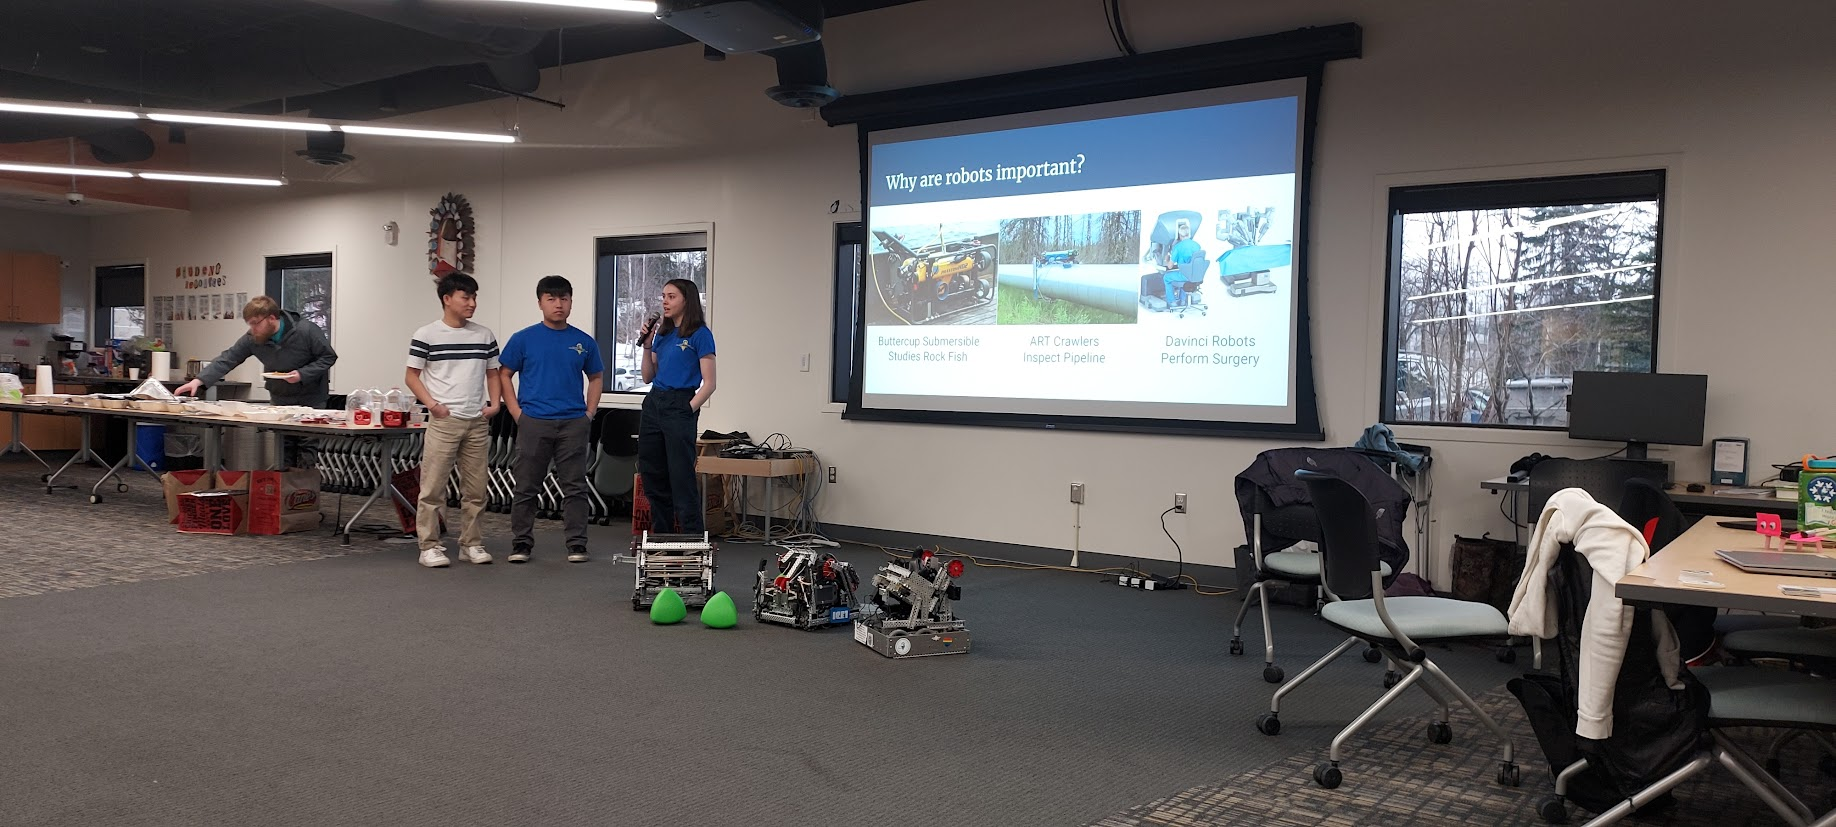 Why are robots important?
Buttercup Submersible
Studies Rock Fish
ART Crawlers
Inspect Pipeline
Davinci Robots
Perform Surgery